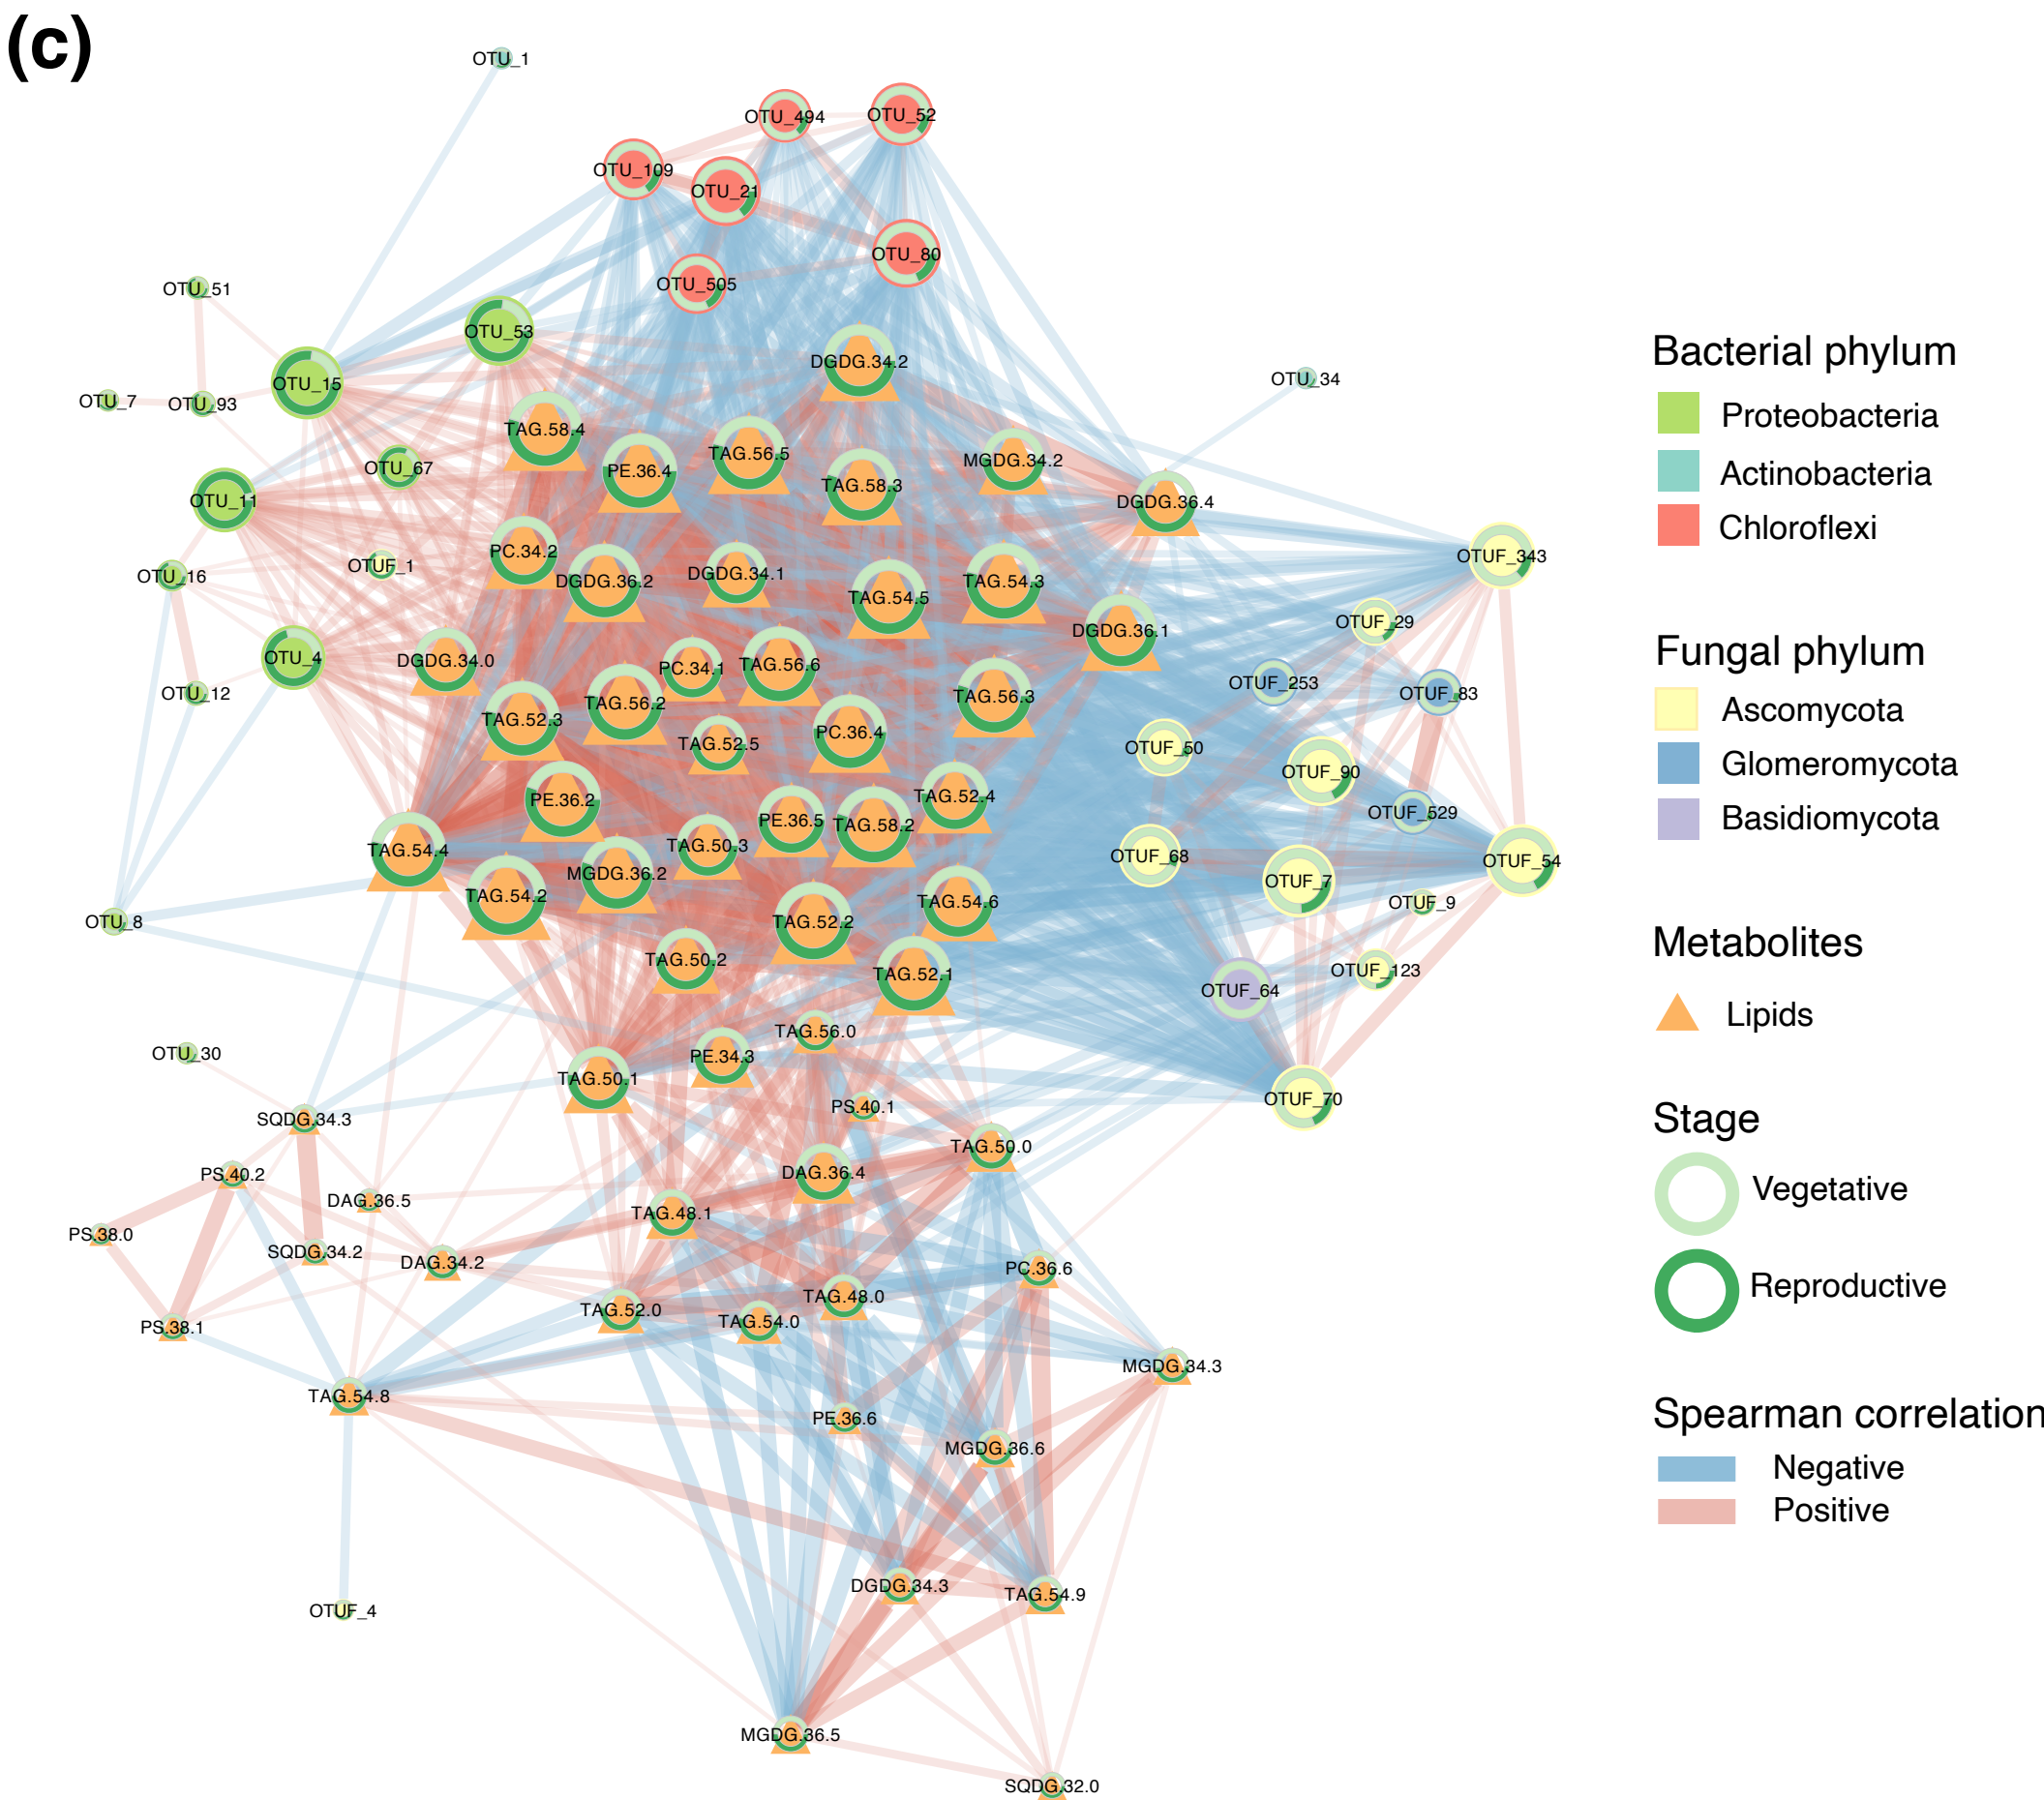 (c)
OTU_1
OTU_494
OTU_52
OTU_109
OTU_21
OTU_80
OTU_505
OTU_51
OTU_53
OTU_15
OTU_7
OTU_93
DGDG.34.2
OTU_34
TAG.58.4
PE.36.4
TAG.56.5
MGDG.34.2
OTU_67
TAG.58.3
OTU_11
DGDG.36.4
PC.34.2
OTUF_343
OTUF_1
OTU_16
DGDG.36.2
DGDG.34.1
TAG.54.3
TAG.54.5
OTUF_29
DGDG.36.1
OTU_4
DGDG.34.0
PC.34.1
TAG.56.6
OTUF_253
OTUF_83
OTU_12
TAG.56.2
TAG.56.3
TAG.52.3
TAG.52.5
PC.36.4
OTUF_50
OTUF_90
PE.36.2
TAG.52.4
OTUF_529
PE.36.5
TAG.58.2
TAG.54.4
TAG.50.3
OTUF_68
OTUF_54
MGDG.36.2
OTUF_7
TAG.54.2
TAG.54.6
OTUF_9
OTU_8
TAG.52.2
TAG.50.2
TAG.52.1
OTUF_123
OTUF_64
TAG.56.0
OTU_30
PE.34.3
TAG.50.1
OTUF_70
PS.40.1
SQDG.34.3
TAG.50.0
PS.40.2
DAG.36.4
DAG.36.5
TAG.48.1
PS.38.0
SQDG.34.2
DAG.34.2
PC.36.6
TAG.48.0
TAG.52.0
TAG.54.0
PS.38.1
MGDG.34.3
TAG.54.8
PE.36.6
MGDG.36.6
DGDG.34.3
TAG.54.9
OTUF_4
MGDG.36.5
SQDG.32.0
Bacterial phylum
Proteobacteria
Actinobacteria
Chloroflexi
Fungal phylum
Ascomycota
Glomeromycota
Basidiomycota
Metabolites
Lipids
Stage
Vegetative
Reproductive
Spearman correlation
Negative
Positive